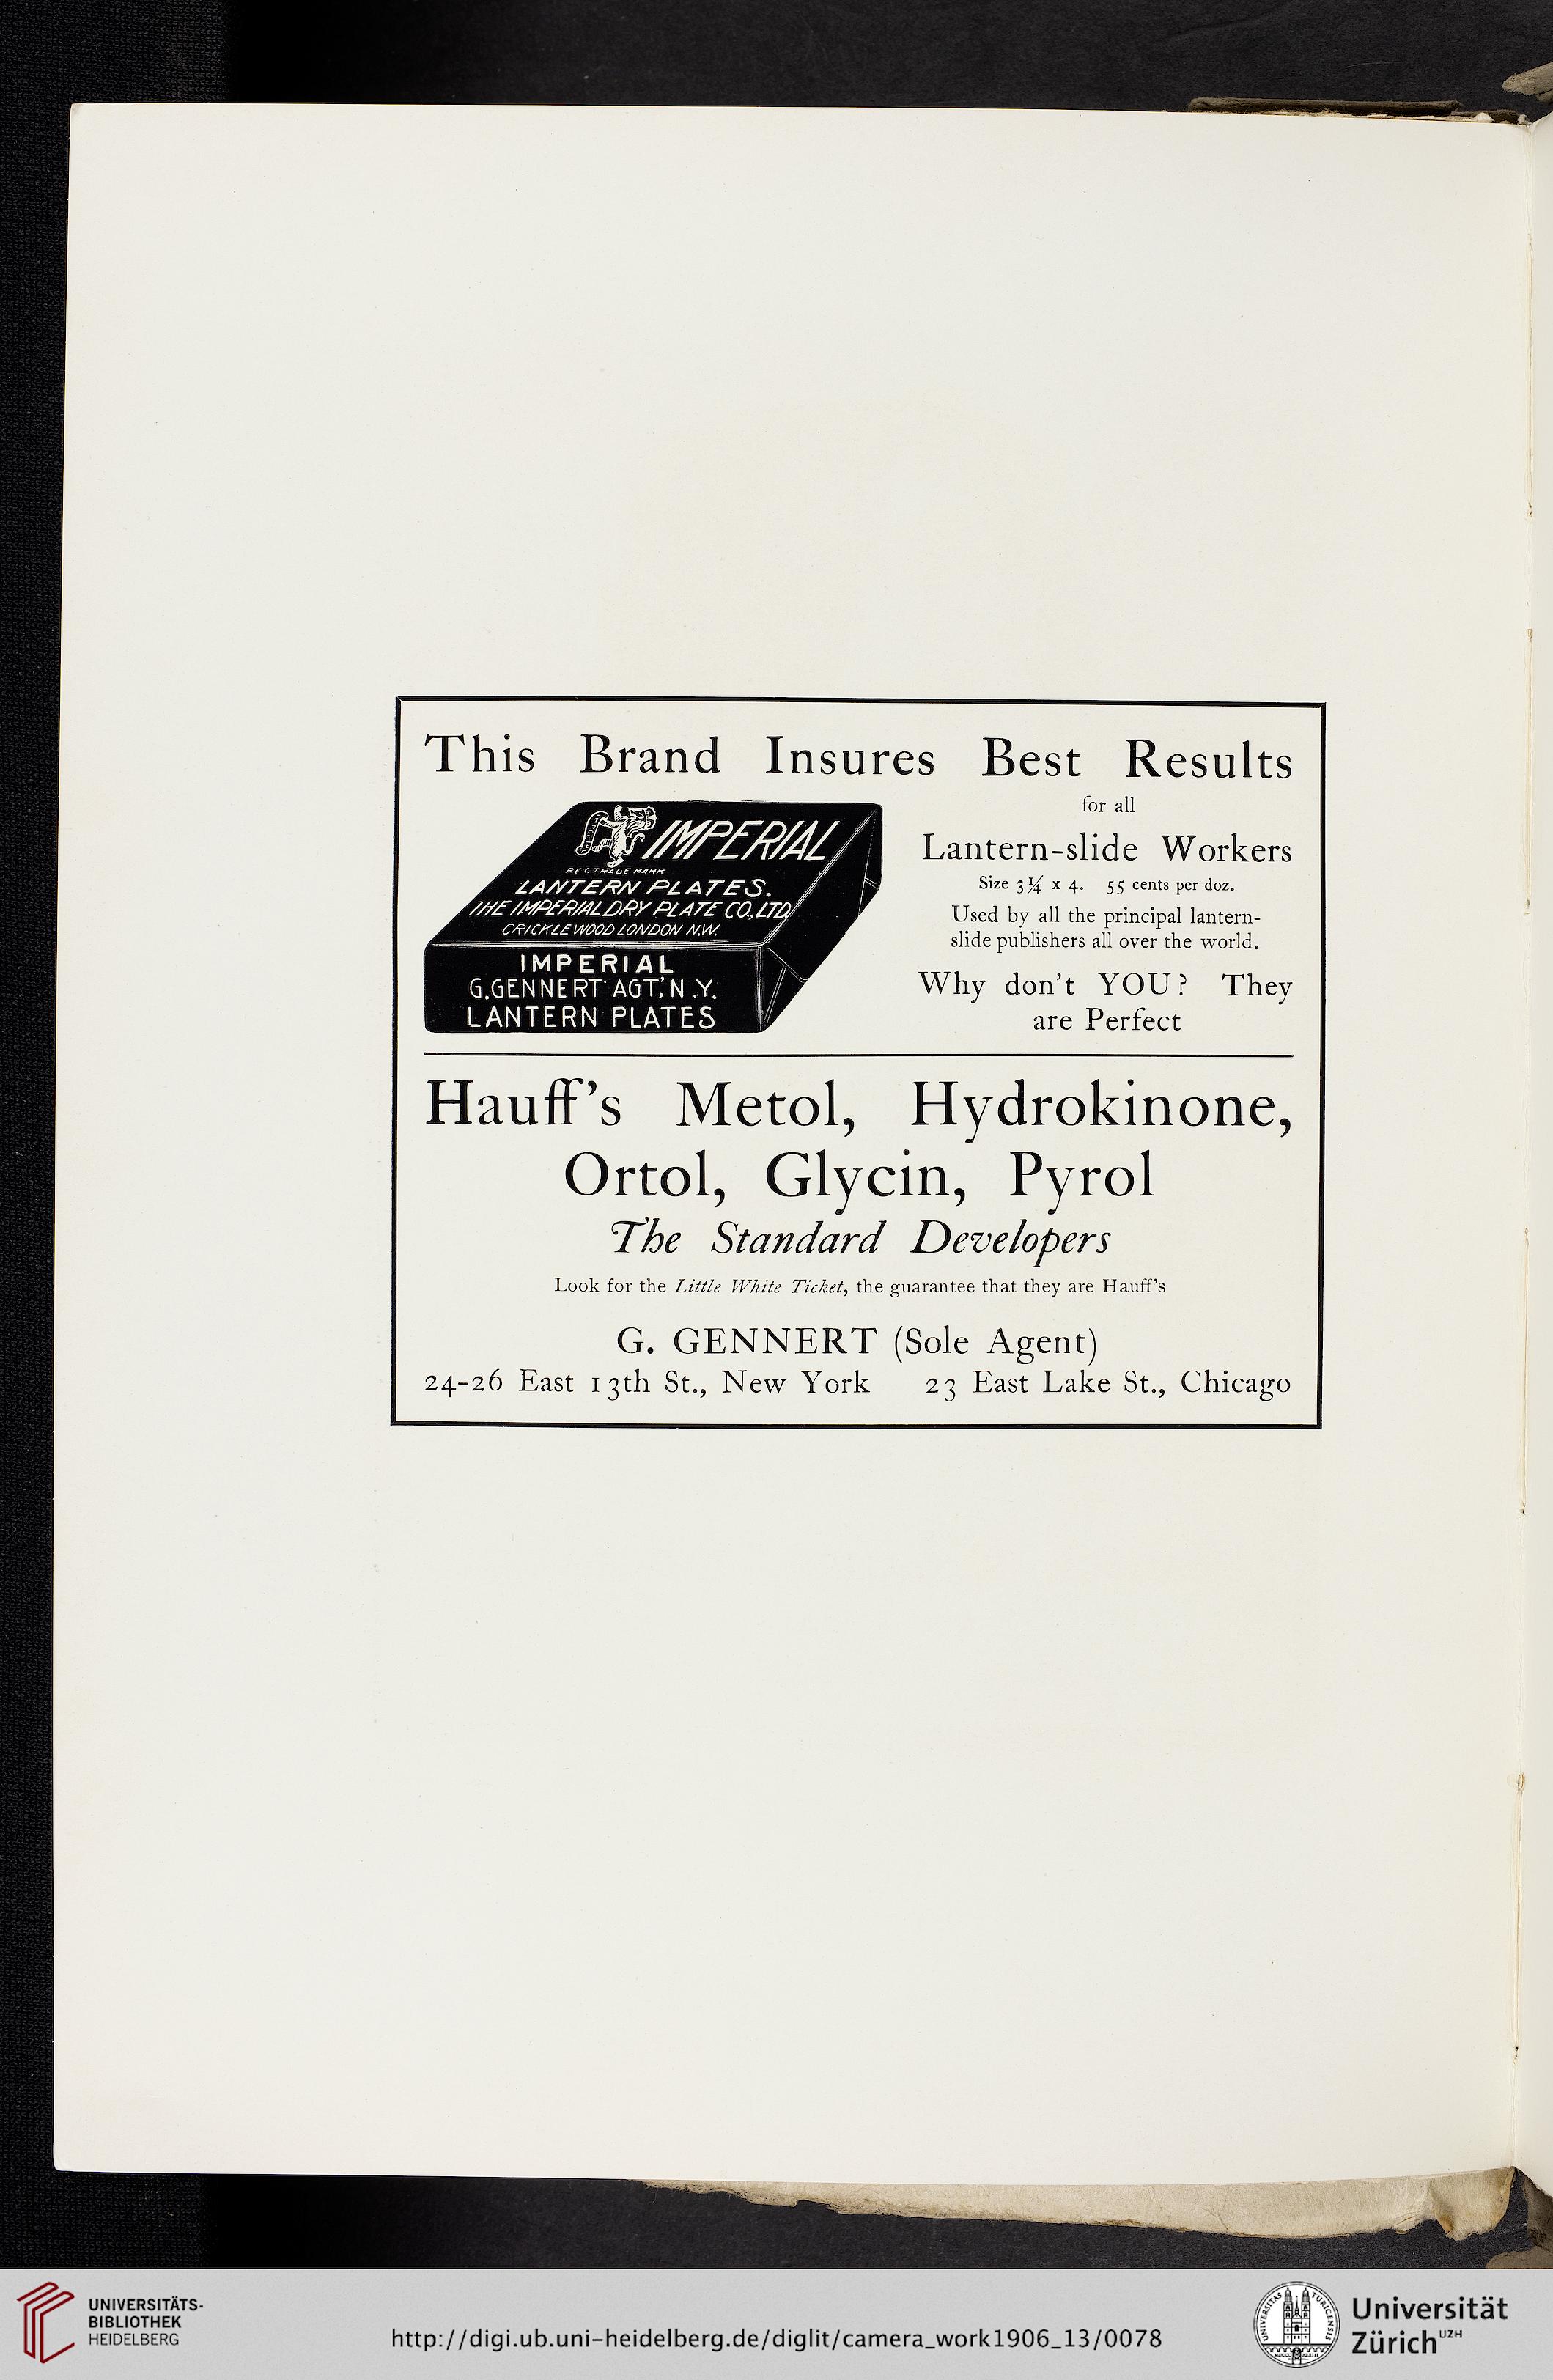 This Brand Insures Best Results
IMPERIAL
REG TRADE MARK
LANTERN PLATES.
THE IMPERIAL DRY PLATE CO., LTD
CRICKLEWOOD LONDON N.W.
IMPERIAL
G. GENNERT AGT, N.Y.
LANTERN PLATES
for all
Lantern-slide Workers
Size 3¼ x 4. 55 cents per doz.
Used by all the principal lantern-
slide publishers all over the world.
Why don't YOU? They
are Perfect
Hauff's Metol, Hydrokinone,
Ortol, Glycin, Pyrol
The Standard Developers
Look for the Little White Ticket, the guarantee that they are Hauff's
G. GENNERT (Sole Agent)
24-26 East 13th St., New York 23 East Lake St., Chicago
UNIVERSITÄTS-
BIBLIOTHEK
HEIDELBERG
http://digi.ub.uni-heidelberg.de/diglit/camera_work1906_13/0078
UNIVERSITAS TURICENSIS
Universität
Zürich UZH